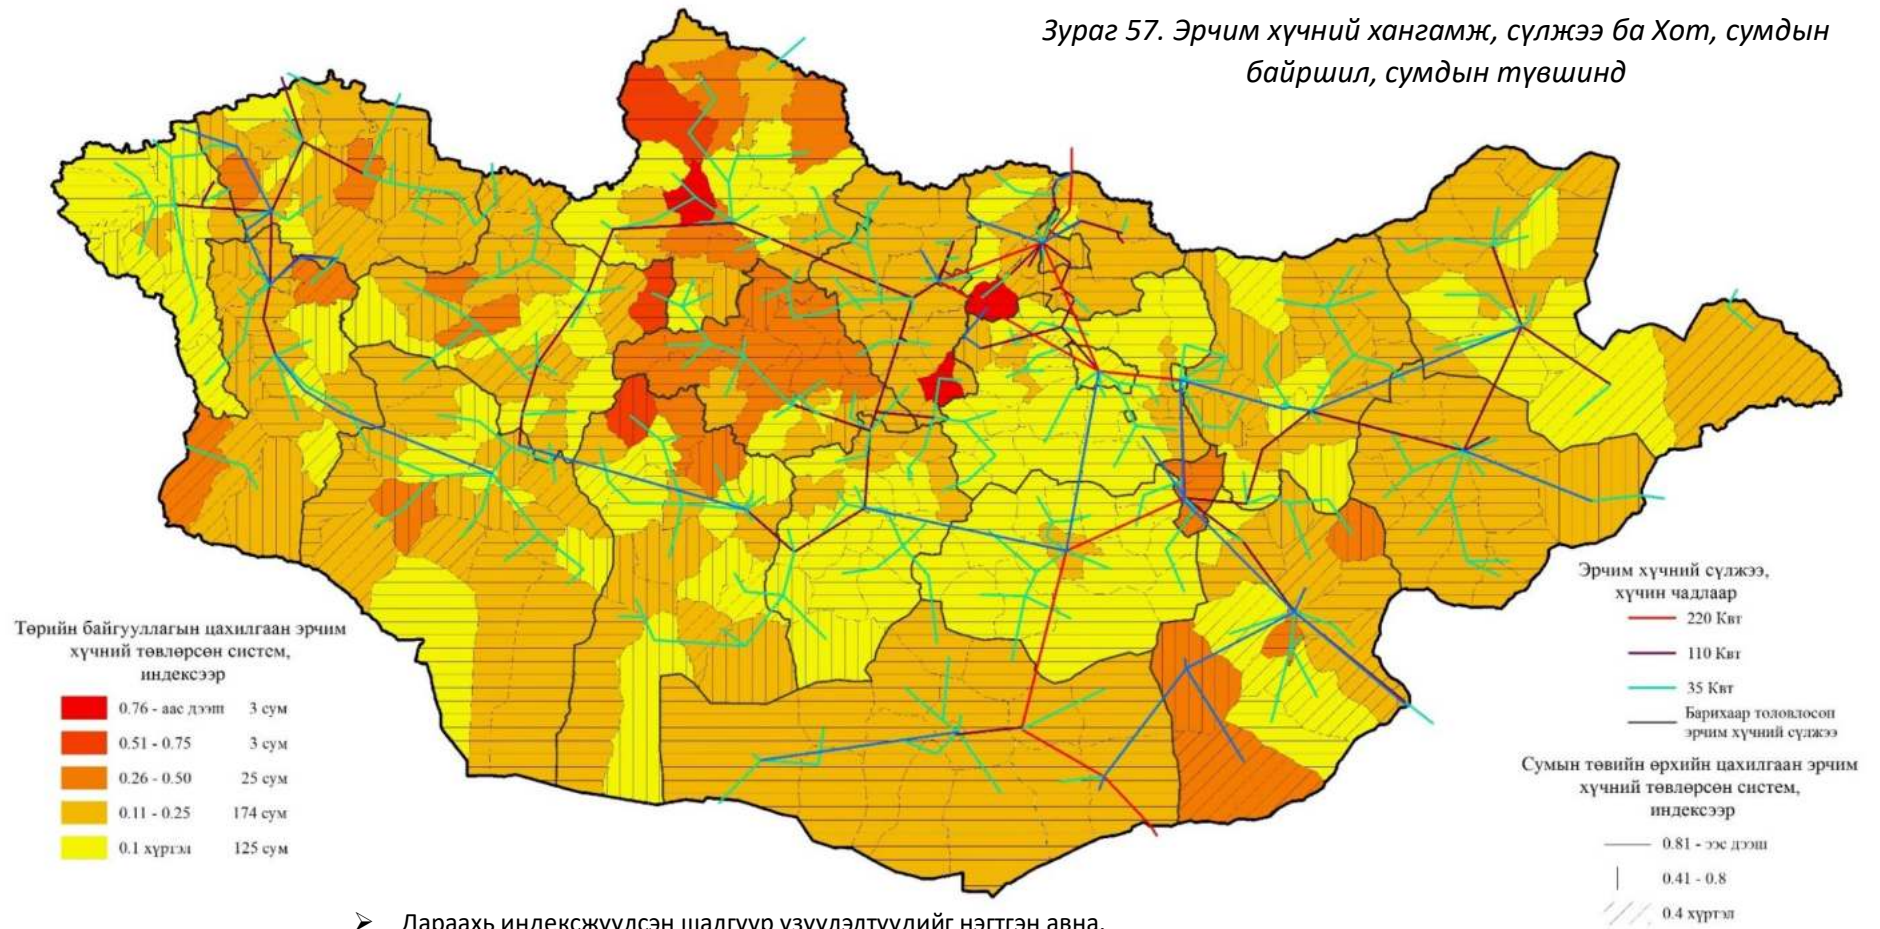 Зураг 57. Эрчим хүчний хангамж, сүлжээ ба Хот, сумдын
байршил, сумдын түвшинд
Төрийн байгууллагын цахилгаан эрчим
хүчний төвлөрсөн систем,
индексээр
0.76 - аас дээш 3 сум
0.51 - 0.75 3 сум
0.26 - 0.50 25 сум
0.11 - 0.25 174 сум
0.1 хүртэл 125 сум
Эрчим хүчний сүлжээ,
хүчин чадлаар
220 Квт
110 Квт
35 Квт
Барихаар төлөвлөсөн
эрчим хүчний сүлжээ
Сумын төвийн өрхийн цахилгаан эрчим
хүчний төвлөрсөн систем,
индексээр
0.81 - ээс дээш
0.41 - 0.8
0.4 хүртэл
➢ Дараахь индексжүүлсэн шалгуур үзүүлэлтүүдийг нэгтгэн авна.